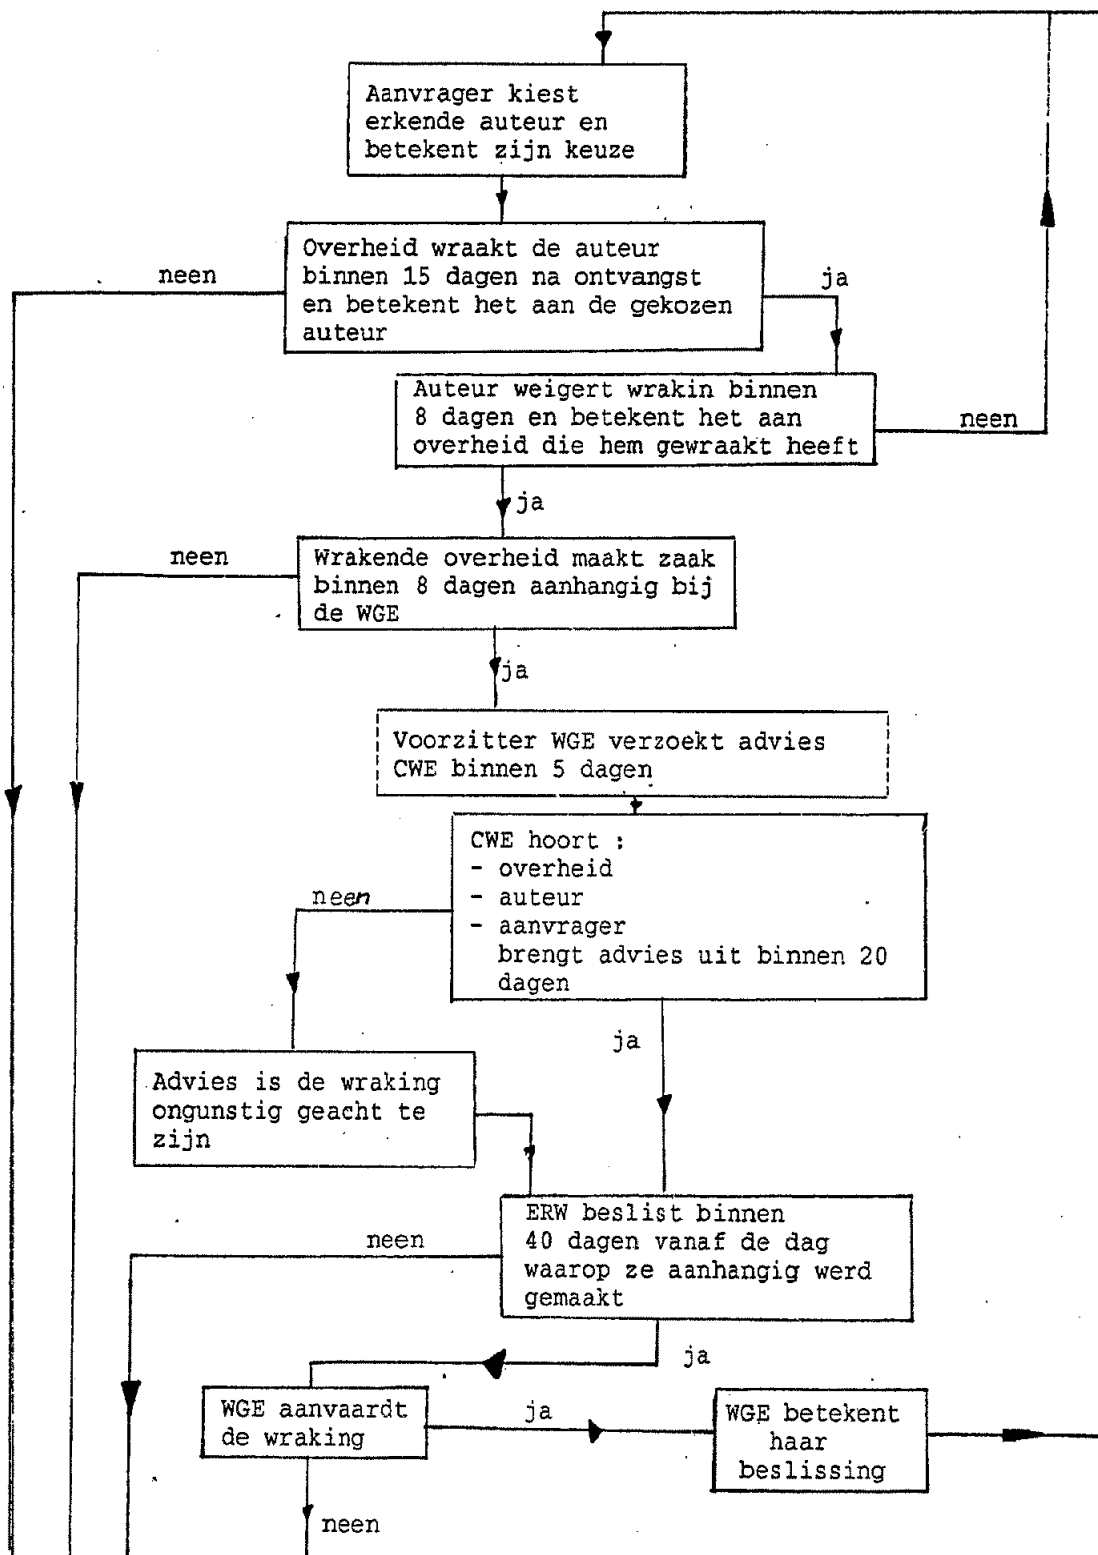 Aanvrager kiest
erkende auteur en
betekent zijn keuze
Overheid wraakt de auteur
binnen 15 dagen na ontvangst
en betekent het aan de gekozen
auteur
neen
ja
Auteur weigert wrakin binnen
8 dagen en betekent het aan
overheid die hem gewraakt heeft
neen
ja
neen
Wrakende overheid maakt zaak
binnen 8 dagen aanhangig bij
de WGE
ja
Voorzitter WGE verzoekt advies
CWE binnen 5 dagen
CWE hoort :
- overheid
- auteur
- aanvrager
brengt advies uit binnen 20
dagen
neen
ja
Advies is de wraking
ongunstig geacht te
zijn
ERW beslist binnen
40 dagen vanaf de dag
waarop ze aanhangig werd
gemaakt
neen
ja
WGE aanvaardt
de wraking
ja
WGE betekent
haar
beslissing
neen